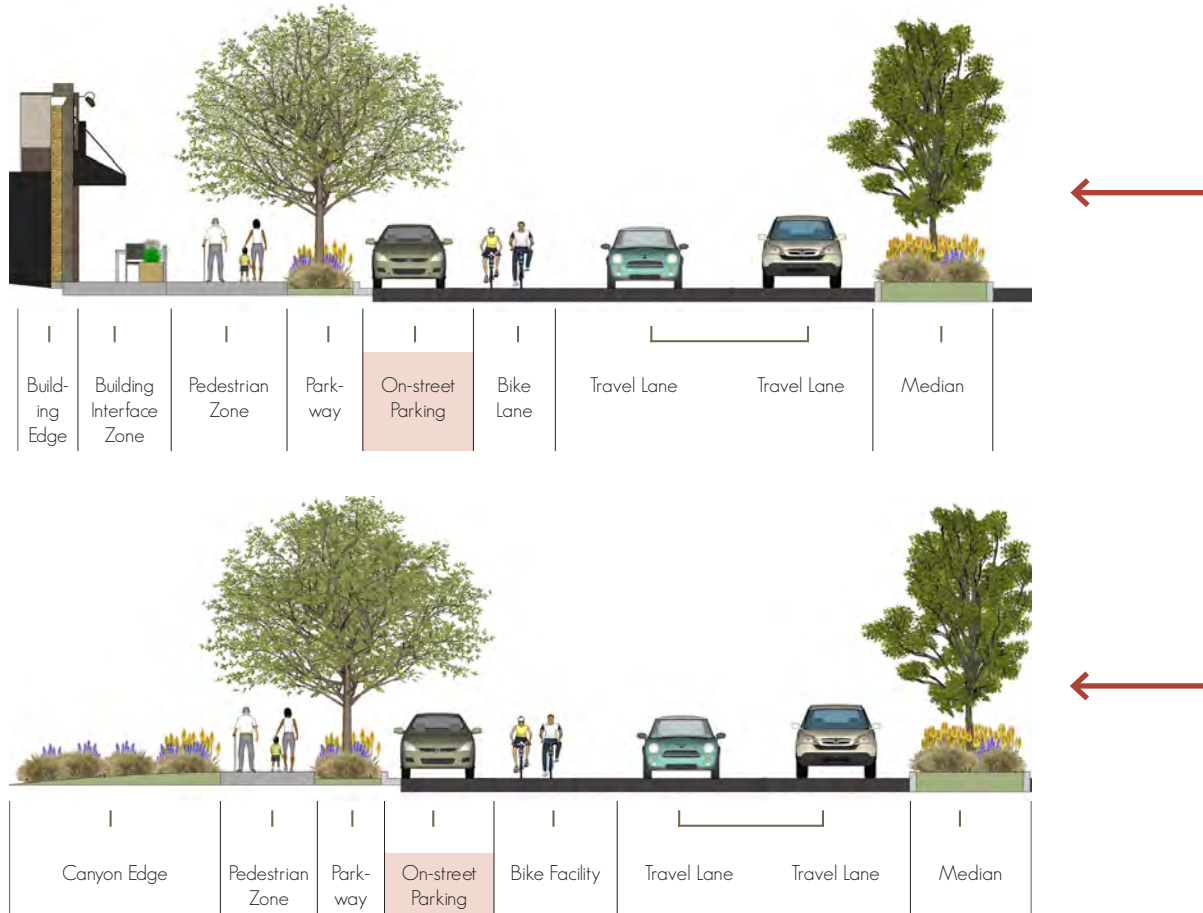 Build-
ing
Edge
Building
Interface
Zone
Pedestrian
Zone
Park-
way
On-street
Parking
Bike
Lane
Travel Lane
Travel Lane
Median
Canyon Edge
Pedestrian
Zone
Park-
way
On-street
Parking
Bike Facility
Travel Lane
Travel Lane
Median